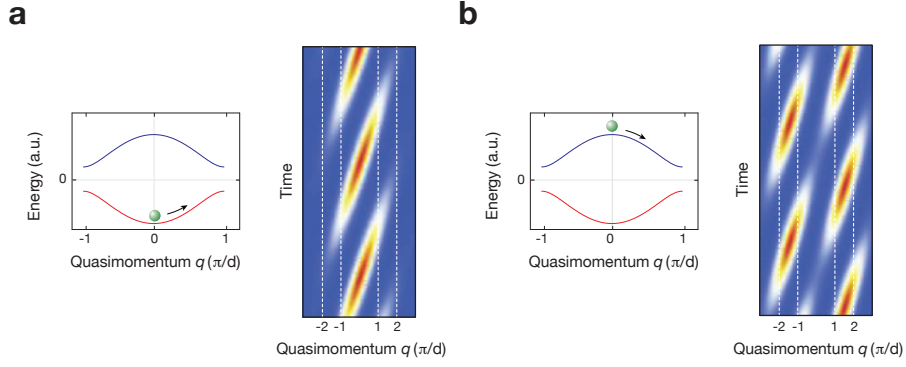 a
Energy (a.u.)
0
-1 0 1
Quasimomentum q (π/d)
Time
-2 -1 1 2
Quasimomentum q (π/d)
b
Energy (a.u.)
0
-1 0 1
Quasimomentum q (π/d)
Time
-2 -1 1 2
Quasimomentum q (π/d)